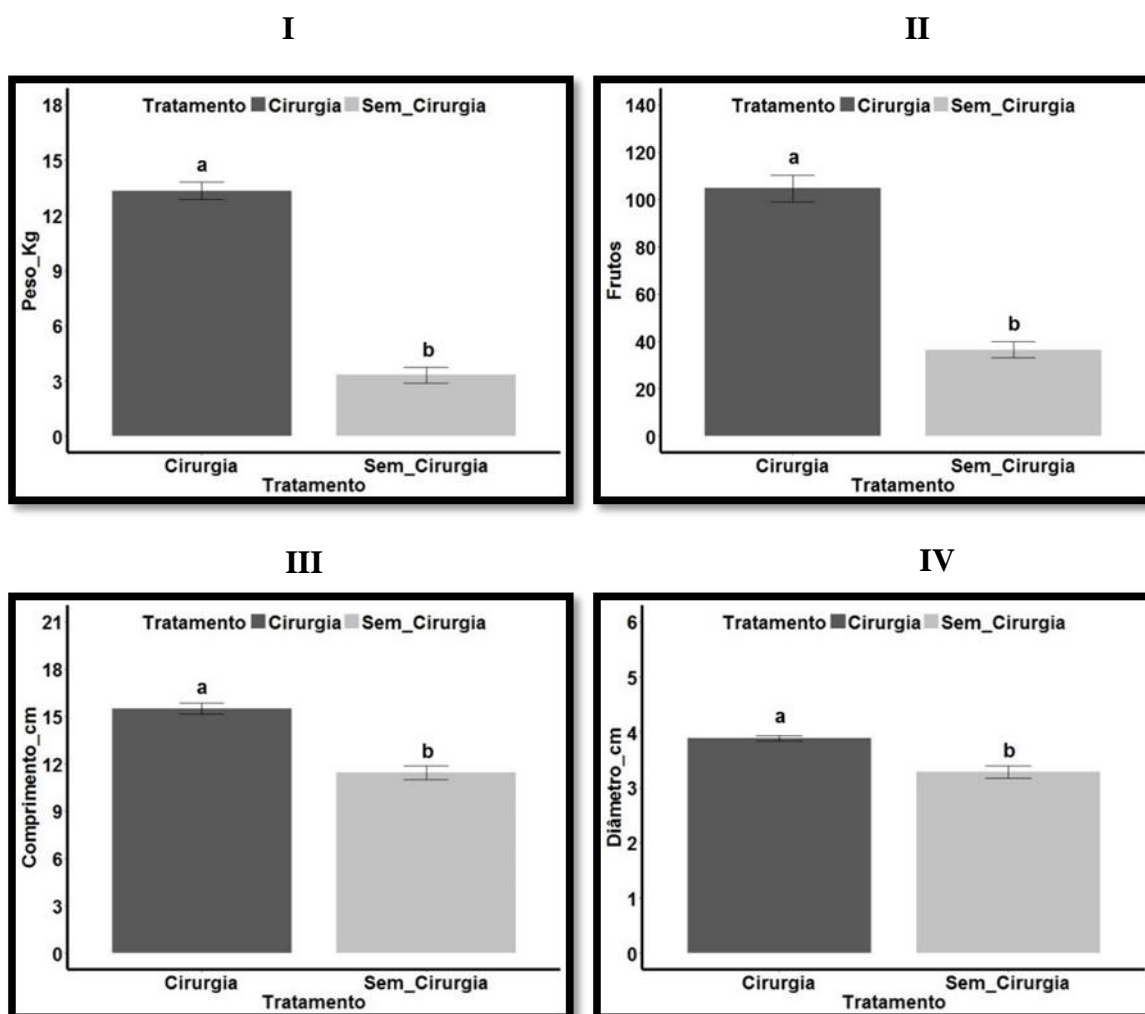 I
Tratamento Cirurgia Sem_Cirurgia
18
15
12
9
6
3
0
Peso_Kg
a
b
Cirurgia Sem_Cirurgia
Tratamento
II
Tratamento Cirurgia Sem_Cirurgia
140
120
100
80
60
40
20
0
Frutos
a
b
Cirurgia Sem_Cirurgia
Tratamento
III
Tratamento Cirurgia Sem_Cirurgia
21
18
15
12
9
6
3
0
Comprimento_cm
a
b
Cirurgia Sem_Cirurgia
Tratamento
IV
Tratamento Cirurgia Sem_Cirurgia
6
5
4
3
2
1
0
Diâmetro_cm
a
b
Cirurgia Sem_Cirurgia
Tratamento